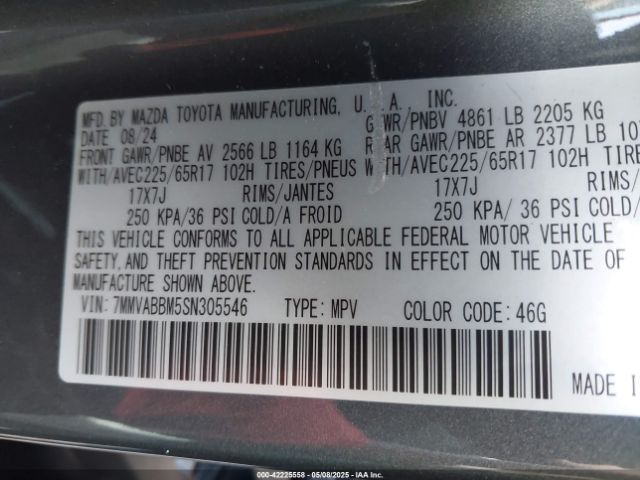 MFD. BY MAZDA TOYOTA MANUFACTURING, U. S. A., INC.
DATE 08/24 GVWR/PNBV 4861 LB 2205 KG
FRONT GAWR/PNBE AV 2566 LB 1164 KG REAR GAWR/PNBE AR 2377 LB
WITH/AVEC225/65R17 102H TIRES/PNEUS WITH/AVEC225/65R17 102H TIRE
17X7J RIMS/JANTES 17X7J RIMS/
250 KPA/36 PSI COLD/A FROID 250 KPA/ 36 PSI COLD/
THIS VEHICLE CONFORMS TO ALL APPLICABLE FEDERAL MOTOR VEHICLE
SAFETY, AND THEFT PREVENTION STANDARDS IN EFFECT ON THE DATE OF
MANUFACTURE SHOWN ABOVE.
VIN: 7MMVABBM5SN305546 TYPE: MPV COLOR CODE: 46G
MADE I
000-42225558 - 05/08/2025 - IAA Inc.